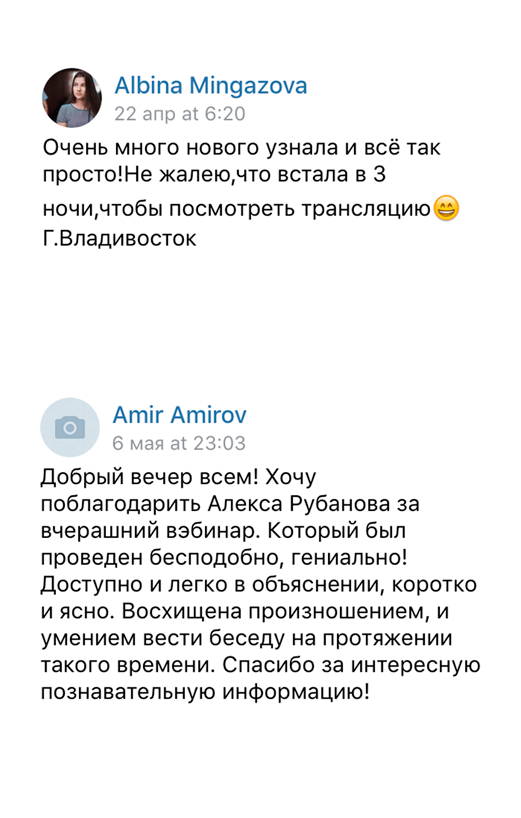 Albina Mingazova
22 апр at 6:20
Очень много нового узнала и всё так
просто!Не жалею,что встала в 3
ночи,чтобы посмотреть трансляцию😄
Г.Владивосток
Amir Amirov
6 мая at 23:03
Добрый вечер всем! Хочу
поблагодарить Алекса Рубанова за
вчерашний вэбинар. Который был
проведен бесподобно, гениально!
Доступно и легко в объяснении, коротко
и ясно. Восхищена произношением, и
умением вести беседу на протяжении
такого времени. Спасибо за интересную
познавательную информацию!